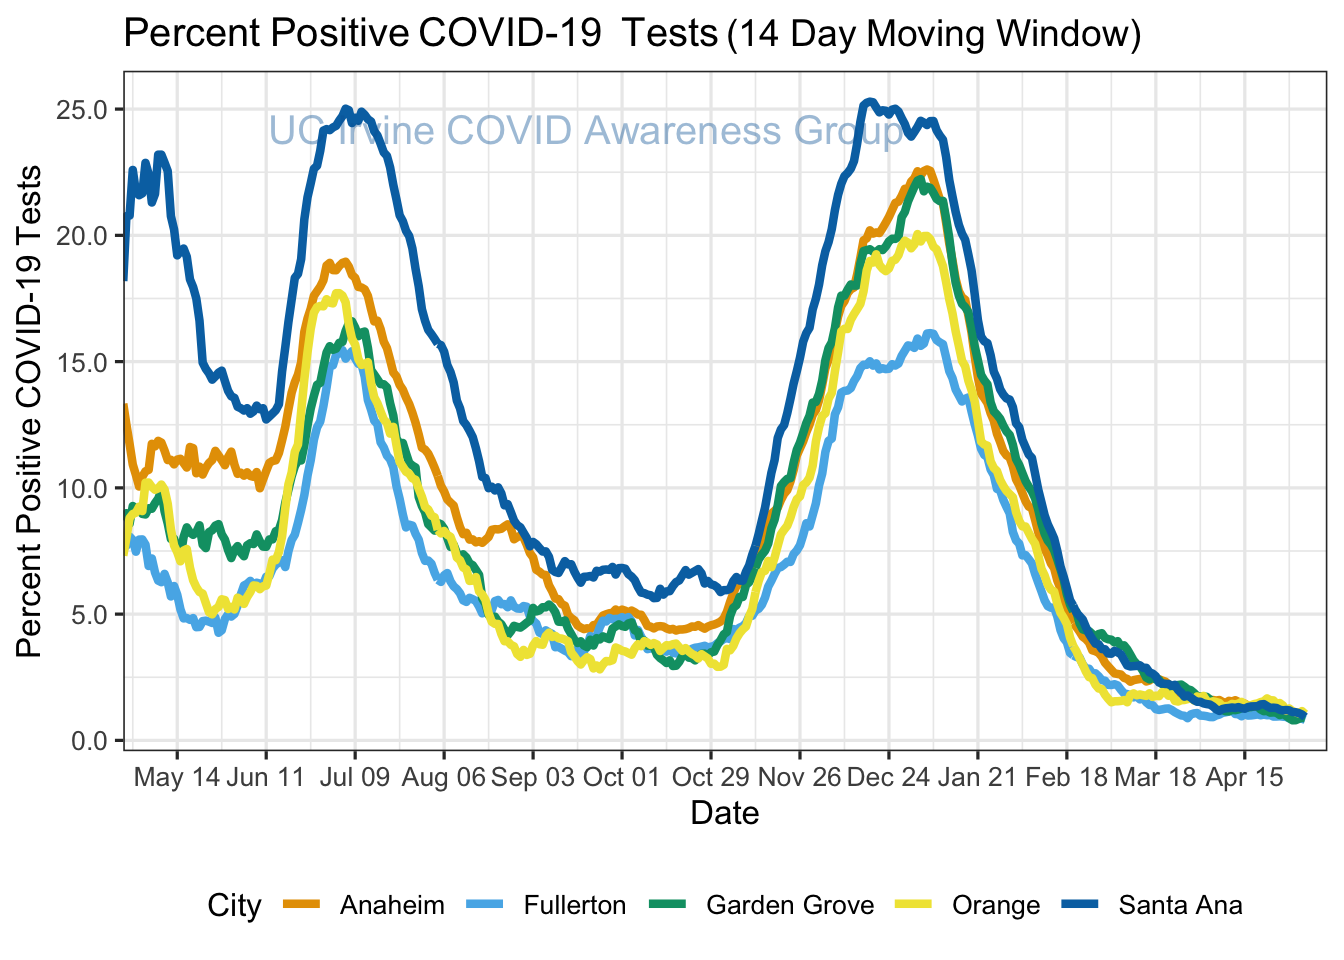 Percent Positive COVID-19 Tests (14 Day Moving Window)
UC Irvine COVID Awareness Group
Percent Positive COVID-19 Tests
25.0
20.0
15.0
10.0
5.0
0.0
May 14 Jun 11 Jul 09 Aug 06 Sep 03 Oct 01 Oct 29 Nov 26 Dec 24 Jan 21 Feb 18 Mar 18 Apr 15
Date
City Anaheim Fullerton Garden Grove Orange Santa Ana